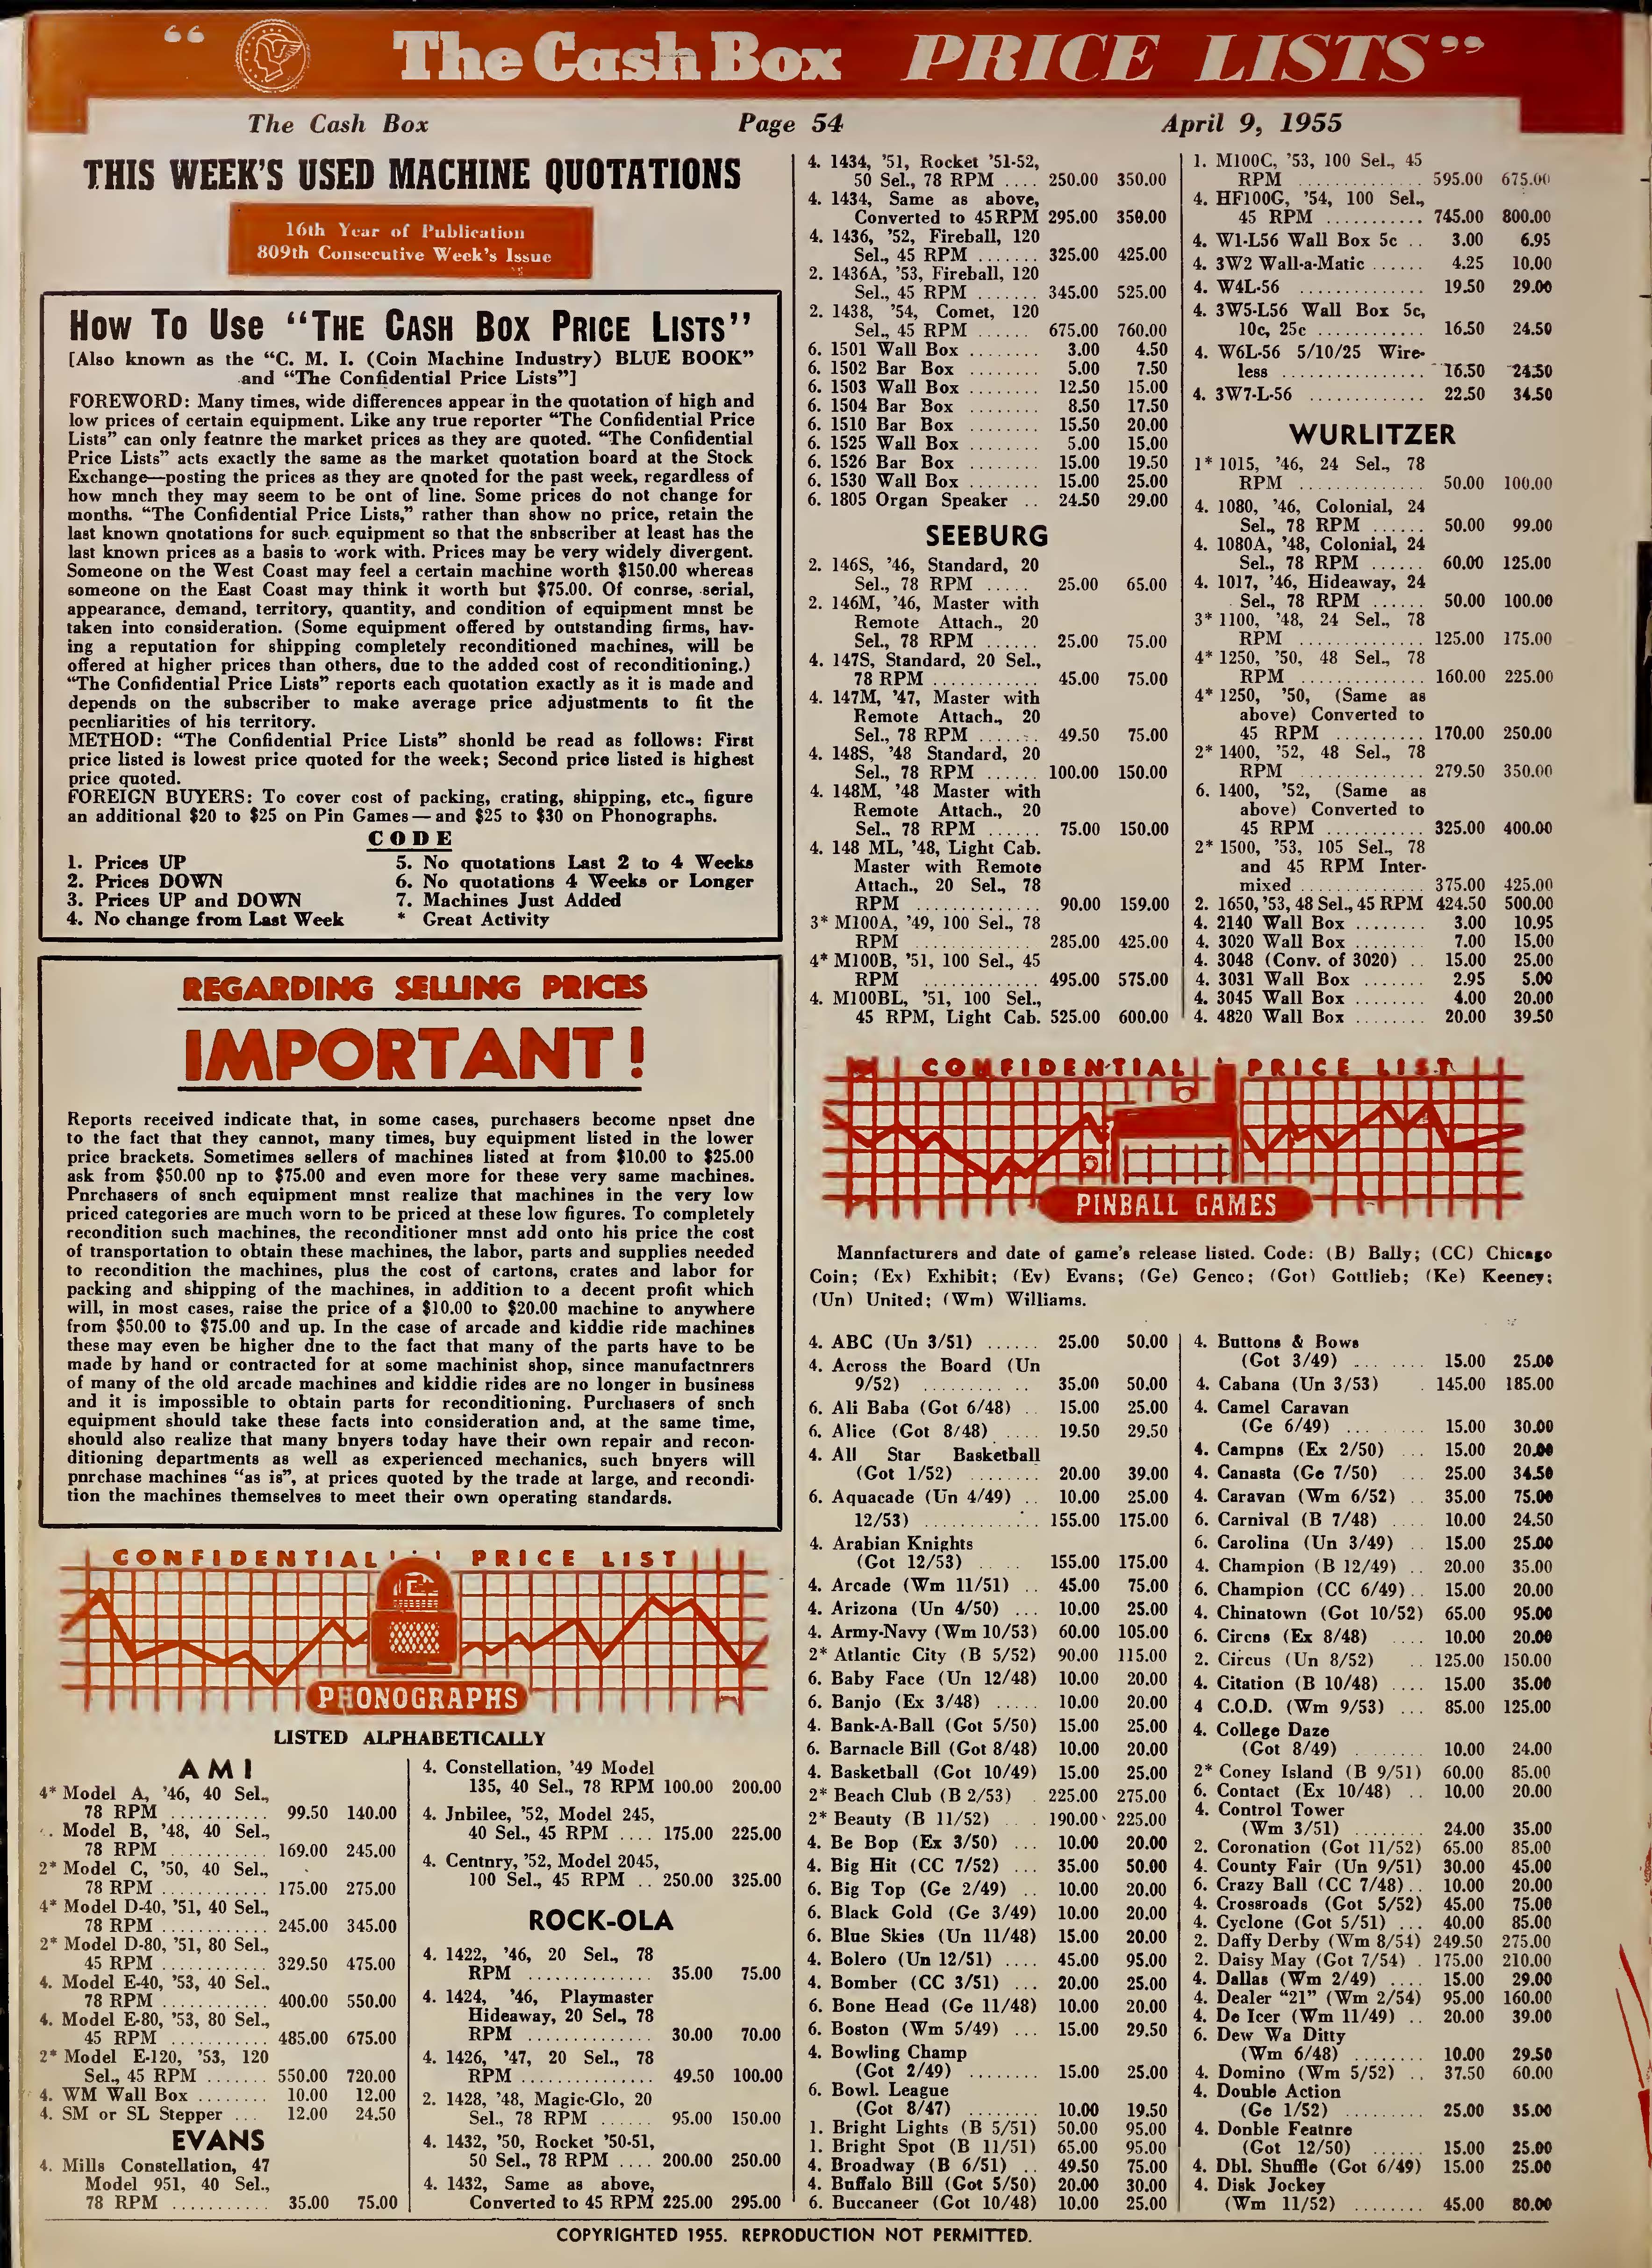 “ The Cash Box PRICE LISTS”
The Cash Box Page 54 April 9, 1955
THIS WEEK'S USED MACHINE QUOTATIONS
16th Year of Publication
809th Consecutive Week's Issue
How To Use “THE CASH BOX PRICE LISTS”
[Also known as the “C. M. I. (Coin Machine Industry) BLUE BOOK”
and “The Confidential Price Lists”]
FOREWORD: Many times, wide differences appear in the quotation of high and
low prices of certain equipment. Like any true reporter “The Confidential Price
Lists” can only featnre the market prices as they are quoted. “The Confidential
Price Lists” acts exactly the same as the market quotation board at the Stock
Exchange—posting the prices as they are qnoted for the past week, regardless of
how mnch they may seem to be ont of line. Some prices do not change for
months. “The Confidential Price Lists,” rather than show no price, retain the
last known qnotations for such equipment so that the snbscriber at least has the
last known prices as a basis to work with. Prices may be very widely divergent.
Someone on the West Coast may feel a certain machine worth $150.00 whereas
someone on the East Coast may think it worth but $75.00. Of conrse, serial,
appearance, demand, territory, quantity, and condition of equipment mnst be
taken into consideration. (Some equipment offered by outstanding firms, hav-
ing a reputation for shipping completely reconditioned machines, will be
offered at higher prices than others, due to the added cost of reconditioning.)
“The Confidential Price Lists” reports each quotation exactly as it is made and
depends on the subscriber to make average price adjustments to fit the
pecnliarities of his territory.
METHOD: “The Confidential Price Lists” should be read as follows: First
price listed is lowest price quoted for the week; Second price listed is highest
price quoted.
FOREIGN BUYERS: To cover cost of packing, crating, shipping, etc., figure
an additional $20 to $25 on Pin Games — and $25 to $30 on Phonographs.
CODE
1. Prices UP
2. Prices DOWN
3. Prices UP and DOWN
4. No change from Last Week
5. No quotations Last 2 to 4 Weeks
6. No quotations 4 Weeks or Longer
7. Machines Just Added
* Great Activity
REGARDING SELLING PRICES
IMPORTANT!
Reports received indicate that, in some cases, purchasers become npset dne
to the fact that they cannot, many times, buy equipment listed in the lower
price brackets. Sometimes sellers of machines listed at from $10.00 to $25.00
ask from $50.00 np to $75.00 and even more for these very same machines.
Pnrchasers of snch equipment mnst realize that machines in the very low
priced categories are much worn to be priced at these low figures. To completely
recondition such machines, the reconditioner mnst add onto his price the cost
of transportation to obtain these machines, the labor, parts and supplies needed
to recondition the machines, plus the cost of cartons, crates and labor for
packing and shipping of the machines, in addition to a decent profit which
will, in most cases, raise the price of a $10.00 to $20.00 machine to anywhere
from $50.00 to $75.00 and up. In the case of arcade and kiddie ride machines
these may even be higher dne to the fact that many of the parts have to be
made by hand or contracted for at some machinist shop, since manufactnrers
of many of the old arcade machines and kiddie rides are no longer in business
and it is impossible to obtain parts for reconditioning. Purchasers of snch
equipment should take these facts into consideration and, at the same time,
should also realize that many bnyers today have their own repair and recon-
ditioning departments as well as experienced mechanics, such bnyers will
pnrchase machines “as is”, at prices quoted by the trade at large, and recondi-
tion the machines themselves to meet their own operating standards.
CONFIDENTIAL PRICE LIST
PHONOGRAPHS
LISTED ALPHABETICALLY
AMI
4* Model A, '46, 40 Sel.,
78 RPM ........... 99.50 140.00
. Model B, '48, 40 Sel.,
78 RPM ........... 169.00 245.00
2* Model C, '50, 40 Sel.,
78 RPM ............ 175.00 275.00
4* Model D-40, '51, 40 Sel.,
78 RPM ............ 245.00 345.00
2* Model D-80, '51, 80 Sel.,
45 RPM ............ 329.50 475.00
4. Model E-40, '53, 40 Sel.,
78 RPM ............ 400.00 550.00
4. Model E-80, '53, 80 Sel.,
45 RPM ........... 485.00 675.00
2* Model E-120, '53, 120
Sel., 45 RPM ....... 550.00 720.00
4. WM Wall Box ........ 10.00 12.00
4. SM or SL Stepper ... 12.00 24.50
EVANS
4. Mills Constellation, 47
Model 951, 40 Sel.,
78 RPM ........... 35.00 75.00
4. Constellation, '49 Model
135, 40 Sel., 78 RPM 100.00 200.00
4. Jnbilee, '52, Model 245,
40 Sel., 45 RPM .... 175.00 225.00
4. Centnry, '52, Model 2045,
100 Sel., 45 RPM .. 250.00 325.00
ROCK-OLA
4. 1422, '46, 20 Sel., 78
RPM .............. 35.00 75.00
4. 1424, '46, Playmaster
Hideaway, 20 Sel., 78
RPM .............. 30.00 70.00
4. 1426, '47, 20 Sel., 78
RPM ............... 49.50 100.00
2. 1428, '48, Magic-Glo, 20
Sel., 78 RPM ...... 95.00 150.00
4. 1432, '50, Rocket '50-51,
50 Sel., 78 RPM .... 200.00 250.00
4. 1432, Same as above,
Converted to 45 RPM 225.00 295.00
4. 1434, '51, Rocket '51-52,
50 Sel., 78 RPM .... 250.00 350.00
4. 1434, Same as above,
Converted to 45 RPM 295.00 350.00
4. 1436, '52, Fireball, 120
Sel., 45 RPM ....... 325.00 425.00
2. 1436A, '53, Fireball, 120
Sel., 45 RPM ....... 345.00 525.00
2. 1438, '54, Comet, 120
Sel., 45 RPM ...... 675.00 760.00
6. 1501 Wall Box ........ 3.00 4.50
6. 1502 Bar Box ........ 5.00 7.50
6. 1503 Wall Box ........ 12.50 15.00
6. 1504 Bar Box ........ 8.50 17.50
6. 1510 Bar Box ........ 15.50 20.00
6. 1525 Wall Box ........ 5.00 15.00
6. 1526 Bar Box ........ 15.00 19.50
6. 1530 Wall Box ........ 15.00 25.00
6. 1805 Organ Speaker .. 24.50 29.00
SEEBURG
2. 146S, '46, Standard, 20
Sel., 78 RPM ..... 25.00 65.00
2. 146M, '46, Master with
Remote Attach., 20
Sel., 78 RPM ...... 25.00 75.00
4. 147S, Standard, 20 Sel.,
78 RPM ............ 45.00 75.00
4. 147M, '47, Master with
Remote Attach., 20
Sel., 78 RPM ...... 49.50 75.00
4. 148S, '48 Standard, 20
Sel., 78 RPM ...... 100.00 150.00
4. 148M, '48 Master with
Remote Attach., 20
Sel., 78 RPM ...... 75.00 150.00
4. 148 ML, '48, Light Cab.
Master with Remote
Attach., 20 Sel., 78
RPM .............. 90.00 159.00
3* M100A, '49, 100 Sel., 78
RPM .............. 285.00 425.00
4* M100B, '51, 100 Sel., 45
RPM ............. 495.00 575.00
4. M100BL, '51, 100 Sel.,
45 RPM, Light Cab. 525.00 600.00
1. M100C, '53, 100 Sel., 45
RPM .............. 595.00 675.00
4. HF100G, '54, 100 Sel.,
45 RPM ........... 745.00 800.00
4. W1-L56 Wall Box 5c .. 3.00 6.95
4. 3W2 Wall-a-Matic ...... 4.25 10.00
4. W4L-56 .............. 19.50 29.00
4. 3W5-L56 Wall Box 5c,
10c, 25c ............ 16.50 24.50
4. W6L-56 5/10/25 Wire-
less ................ 16.50 24.50
4. 3W7-L-56 ............ 22.50 34.50
WURLITZER
1* 1015, '46, 24 Sel., 78
RPM .............. 50.00 100.00
4. 1080, '46, Colonial, 24
Sel., 78 RPM ...... 50.00 99.00
4. 1080A, '48, Colonial, 24
Sel., 78 RPM ...... 60.00 125.00
4. 1017, '46, Hideaway, 24
Sel., 78 RPM ...... 50.00 100.00
3* 1100, '48, 24 Sel., 78
RPM .............. 125.00 175.00
4* 1250, '50, 48 Sel., 78
RPM .............. 160.00 225.00
4* 1250, '50, (Same as
above) Converted to
45 RPM .......... 170.00 250.00
2* 1400, '52, 48 Sel., 78
RPM .............. 279.50 350.00
6. 1400, '52, (Same as
above) Converted to
45 RPM ........... 325.00 400.00
2* 1500, '53, 105 Sel., 78
and 45 RPM Inter-
mixed .............. 375.00 425.00
2. 1650, '53, 48 Sel., 45 RPM 424.50 500.00
4. 2140 Wall Box ........ 3.00 10.95
4. 3020 Wall Box ........ 7.00 15.00
4. 3048 (Conv. of 3020) .. 15.00 25.00
4. 3031 Wall Box ....... 2.95 5.00
4. 3045 Wall Box ........ 4.00 20.00
4. 4820 Wall Box ........ 20.00 39.50
CONFIDENTIAL PRICE LIST
PINBALL GAMES
Mannfacturers and date of game's release listed. Code: (B) Bally; (CC) Chicago
Coin; (Ex) Exhibit; (Ev) Evans; (Ge) Genco; (Got) Gottlieb; (Ke) Keeney;
(Un) United; (Wm) Williams.
4. ABC (Un 3/51) ...... 25.00 50.00
4. Across the Board (Un
9/52) ......... .. 35.00 50.00
6. Ali Baba (Got 6/48) .. 15.00 25.00
6. Alice (Got 8/48) .... 19.50 29.50
4. All Star Basketball
(Got 1/52) ........ 20.00 39.00
6. Aquacade (Un 4/49) .. 10.00 25.00
12/53) ............. 155.00 175.00
4. Arabian Knights
(Got 12/53) ..... 155.00 175.00
4. Arcade (Wm 11/51) .. 45.00 75.00
4. Arizona (Un 4/50) ... 10.00 25.00
4. Army-Navy (Wm 10/53) 60.00 105.00
2* Atlantic City (B 5/52) 90.00 115.00
6. Baby Face (Un 12/48) 10.00 20.00
6. Banjo (Ex 3/48) ..... 10.00 20.00
4. Bank-A-Ball (Got 5/50) 15.00 25.00
6. Barnacle Bill (Got 8/48) 10.00 20.00
4. Basketball (Got 10/49) 15.00 25.00
2* Beach Club (B 2/53) . 225.00 275.00
2* Beauty (B 11/52) ... 190.00 225.00
4. Be Bop (Ex 3/50) ... 10.00 20.00
4. Big Hit (CC 7/52) ... 35.00 50.00
6. Big Top (Ge 2/49) .. 10.00 20.00
6. Black Gold (Ge 3/49) 10.00 20.00
6. Blue Skies (Un 11/48) 15.00 20.00
4. Bolero (Un 12/51) .... 45.00 95.00
4. Bomber (CC 3/51) ... 20.00 25.00
6. Bone Head (Ge 11/48) 10.00 20.00
6. Boston (Wm 5/49) ... 15.00 29.50
4. Bowling Champ
(Got 2/49) ........ 15.00 25.00
6. Bowl. League
(Got 8/47) ........ 10.00 19.50
1. Bright Lights (B 5/51) 50.00 95.00
1. Bright Spot (B 11/51) 65.00 95.00
4. Broadway (B 6/51) .. 49.50 75.00
4. Buffalo Bill (Got 5/50) 20.00 30.00
6. Buccaneer (Got 10/48) 10.00 25.00
4. Buttons & Bows
(Got 3/49) ... .... 15.00 25.00
4. Cabana (Un 3/53) . 145.00 185.00
4. Camel Caravan
(Ge 6/49) ... ... 15.00 30.00
4. Campns (Ex 2/50) ... 15.00 20.00
4. Canasta (Ge 7/50) ... 25.00 34.50
4. Caravan (Wm 6/52) .. 35.00 75.00
6. Carnival (B 7/48) .... 10.00 24.50
6. Carolina (Un 3/49) .. 15.00 25.00
4. Champion (B 12/49) .. 20.00 35.00
6. Champion (CC 6/49) .. 15.00 20.00
4. Chinatown (Got 10/52) 65.00 95.00
6. Circns (Ex 8/48) .... 10.00 20.00
2. Circus (Un 8/52) .. 125.00 150.00
4. Citation (B 10/48) .... 15.00 35.00
4 C.O.D. (Wm 9/53) ... 85.00 125.00
4. College Daze
(Got 8/49) ........ 10.00 24.00
2* Coney Island (B 9/51) 60.00 85.00
6. Contact (Ex 10/48) .. 10.00 20.00
4. Control Tower
(Wm 3/51) ........ 24.00 35.00
2. Coronation (Got 11/52) 65.00 85.00
4. County Fair (Un 9/51) 30.00 45.00
6. Crazy Ball (CC 7/48) .. 10.00 20.00
4. Crossroads (Got 5/52) 45.00 75.00
4. Cyclone (Got 5/51) ... 40.00 85.00
2. Daffy Derby (Wm 8/54) 249.50 275.00
2. Daisy May (Got 7/54) . 175.00 210.00
4. Dallas (Wm 2/49) .... 15.00 29.00
4. Dealer “21” (Wm 2/54) 95.00 160.00
4. De Icer (Wm 11/49) .. 20.00 39.00
6. Dew Wa Ditty
(Wm 6/48) ........ 10.00 29.50
4. Domino (Wm 5/52) .. 37.50 60.00
4. Double Action
(Ge 1/52) ......... 25.00 35.00
4. Donble Featnre
(Got 12/50) ...... 15.00 25.00
4. Dbl. Shuffle (Got 6/49) 15.00 25.00
4. Disk Jockey
(Wm 11/52) ........ 45.00 80.00
COPYRIGHTED 1955. REPRODUCTION NOT PERMITTED.